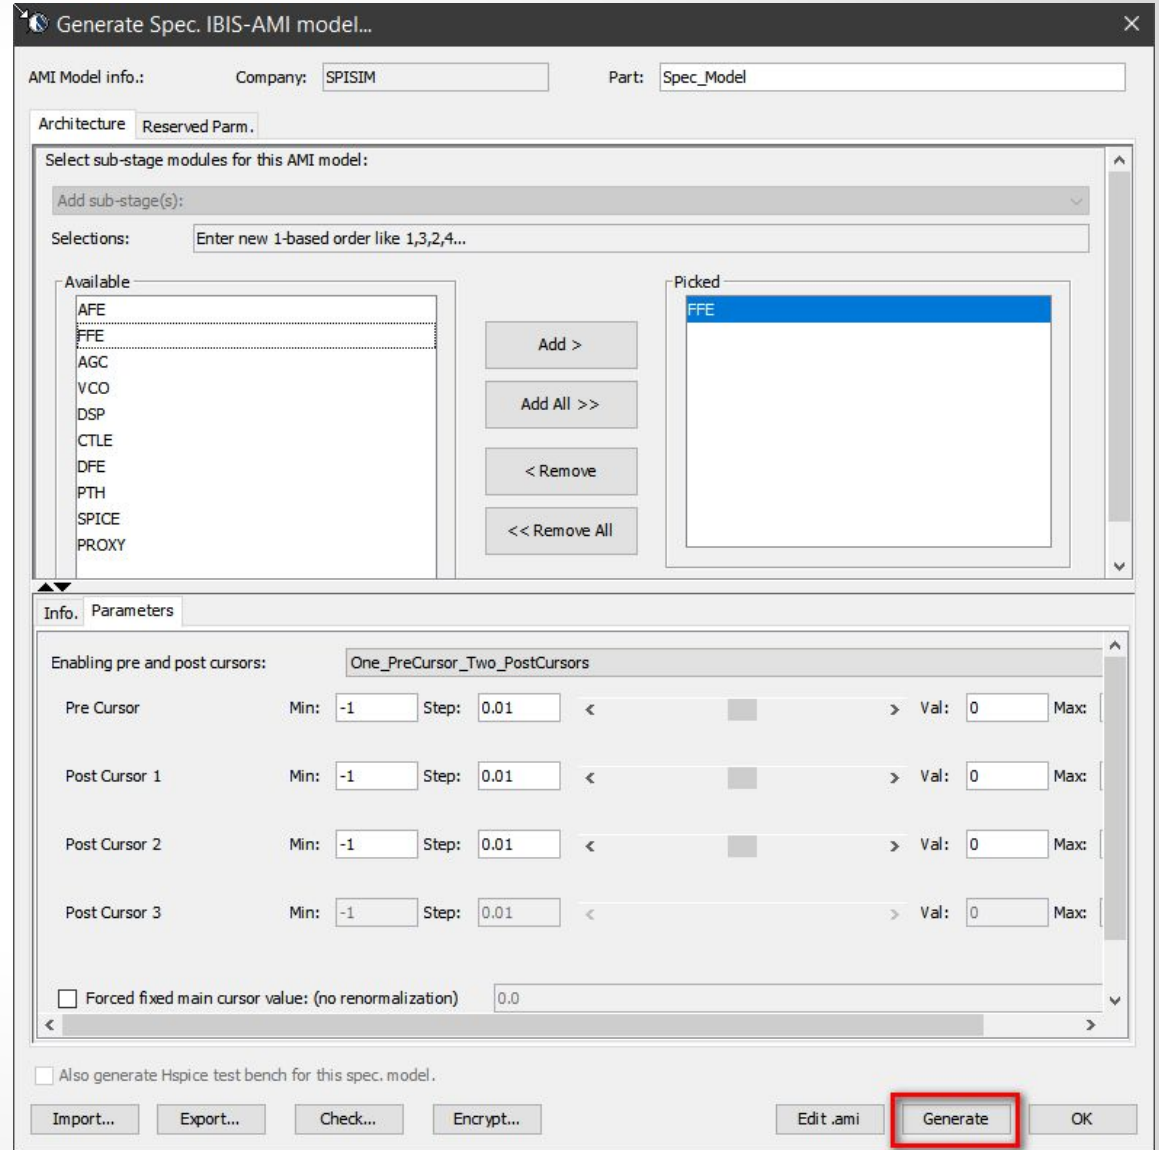 Generate Spec. IBIS-AMI model...
AMI Model info.: Company: SPISIM Part: Spec_Model
Architecture Reserved Parm.
Select sub-stage modules for this AMI model:
Add sub-stage(s):
Selections: Enter new 1-based order like 1,3,2,4...
Available Picked
AFE FFE
FFE
AGC
VCO
DSP
CTLE
DFE
PTH
SPICE
PROXY
Add >
Add All >>
< Remove
<< Remove All
Info. Parameters
Enabling pre and post cursors: One_PreCursor_Two_PostCursors
Pre Cursor Min: -1 Step: 0.01 Val: 0 Max:
Post Cursor 1 Min: -1 Step: 0.01 Val: 0 Max:
Post Cursor 2 Min: -1 Step: 0.01 Val: 0 Max:
Post Cursor 3 Min: -1 Step: 0.01 Val: 0 Max:
Forced fixed main cursor value: (no renormalization) 0.0
Also generate Hspice test bench for this spec. model.
Import... Export... Check... Encrypt... Edit .ami Generate OK